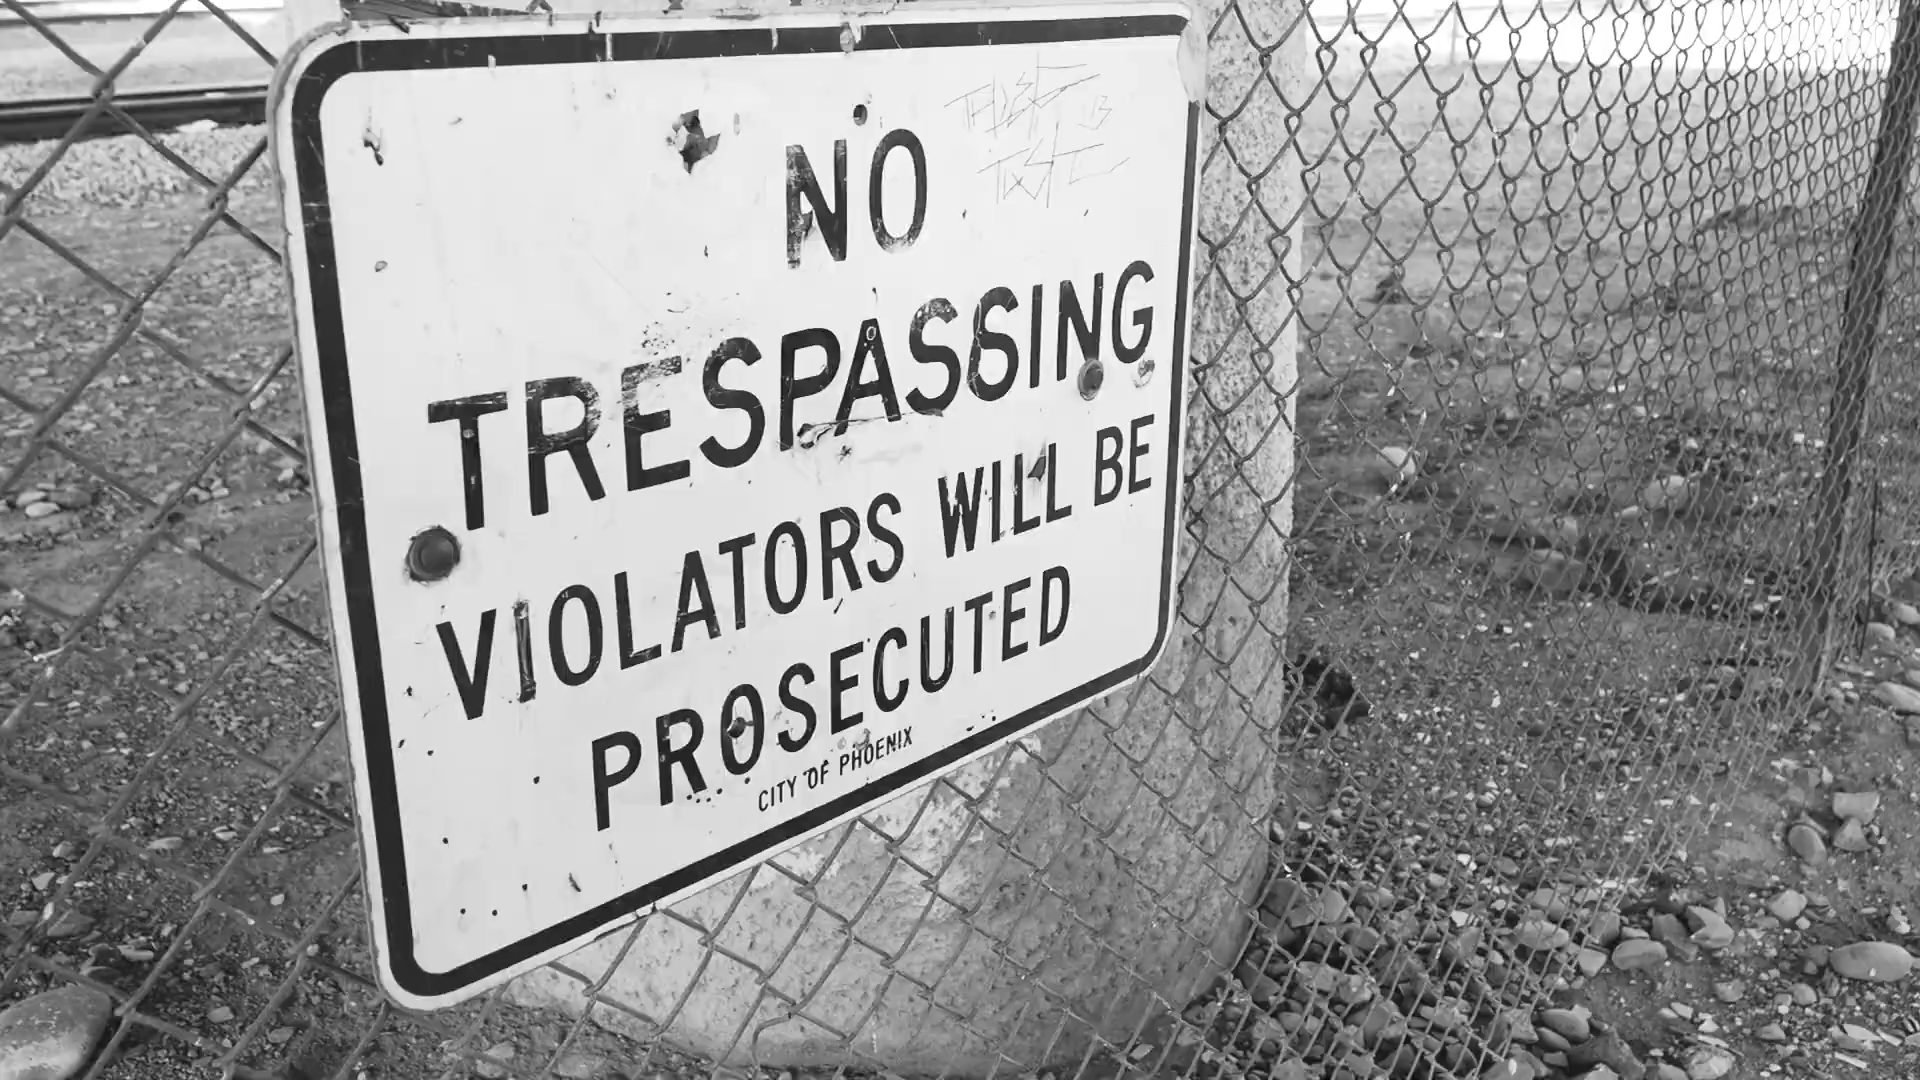 NO
TRESPASSING
VIOLATORS WILL BE
PROSECUTED
CITY OF PHOENIX